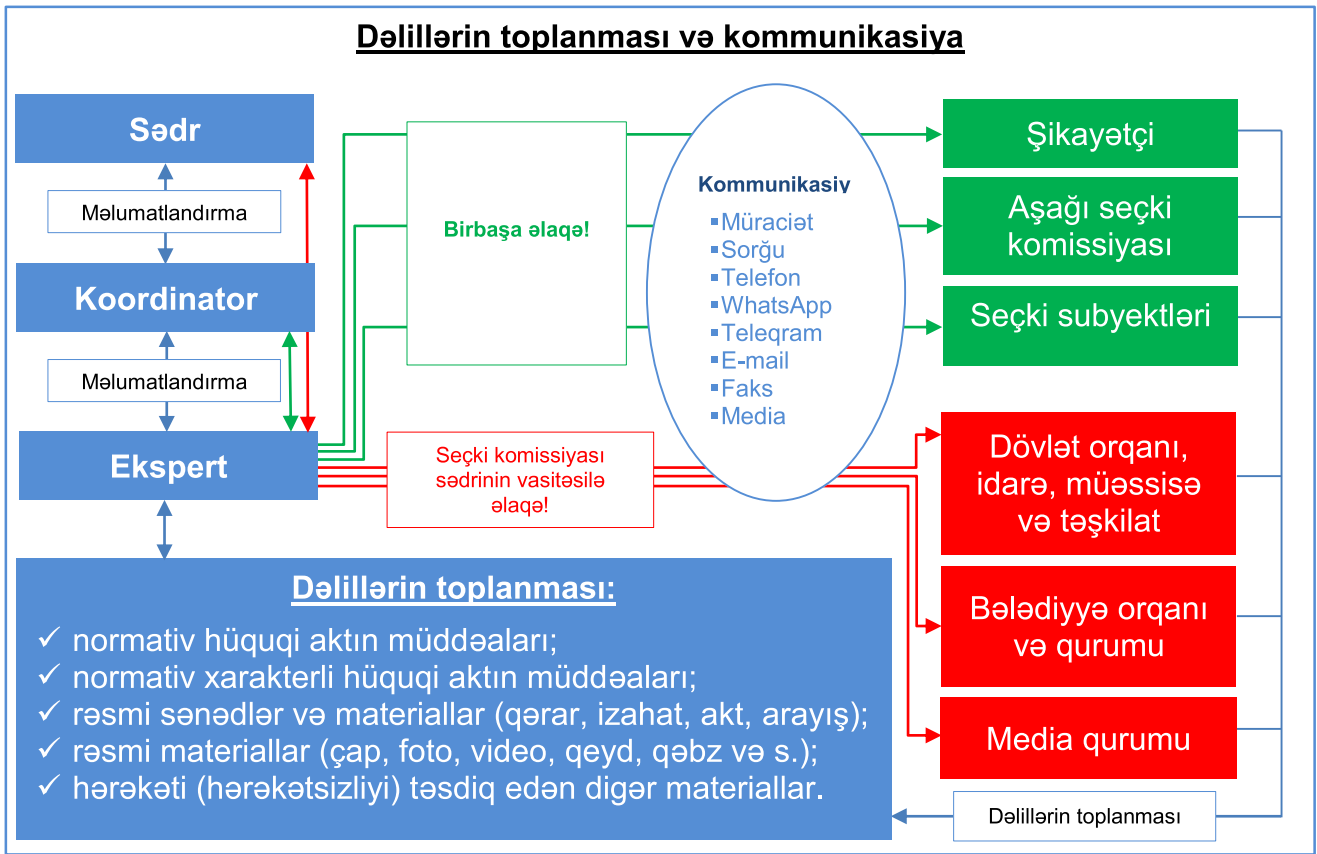 Dəlillərin toplanması və kommunikasiya
Sədr
Məlumatlandırma
Koordinator
Məlumatlandırma
Ekspert
Birbaşa əlaqə!
Seçki komissiyası
sədrinin vasitəsilə
əlaqə!
Kommunikasiy
▪Müraciət
▪Sorğu
▪Telefon
▪WhatsApp
▪Teleqram
▪E-mail
▪Faks
▪Media
Şikayətçi
Aşağı seçki
komissiyası
Seçki subyektləri
Dövlət orqanı,
idarə, müəssisə
və təşkilat
Bələdiyyə orqanı
və qurumu
Media qurumu
Dəlillərin toplanması:
✓ normativ hüquqi aktın müddəaları;
✓ normativ xarakterli hüquqi aktın müddəaları;
✓ rəsmi sənədlər və materiallar (qərar, izahat, akt, arayış);
✓ rəsmi materiallar (çap, foto, video, qeyd, qəbz və s.);
✓ hərəkəti (hərəkətsizliyi) təsdiq edən digər materiallar.
Dəlillərin toplanması